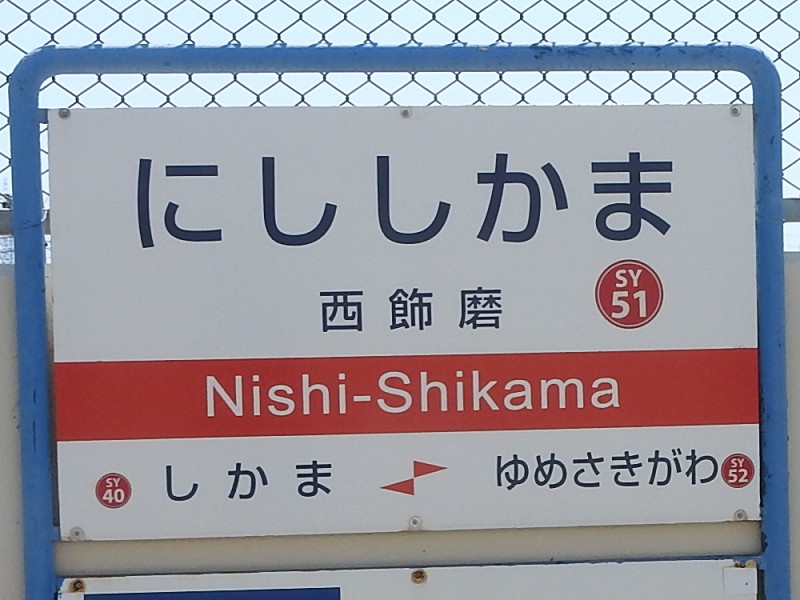 にししかま
西飾磨 SY 51
Nishi-Shikama
SY 40 しかま ゆめさきがわ SY 52